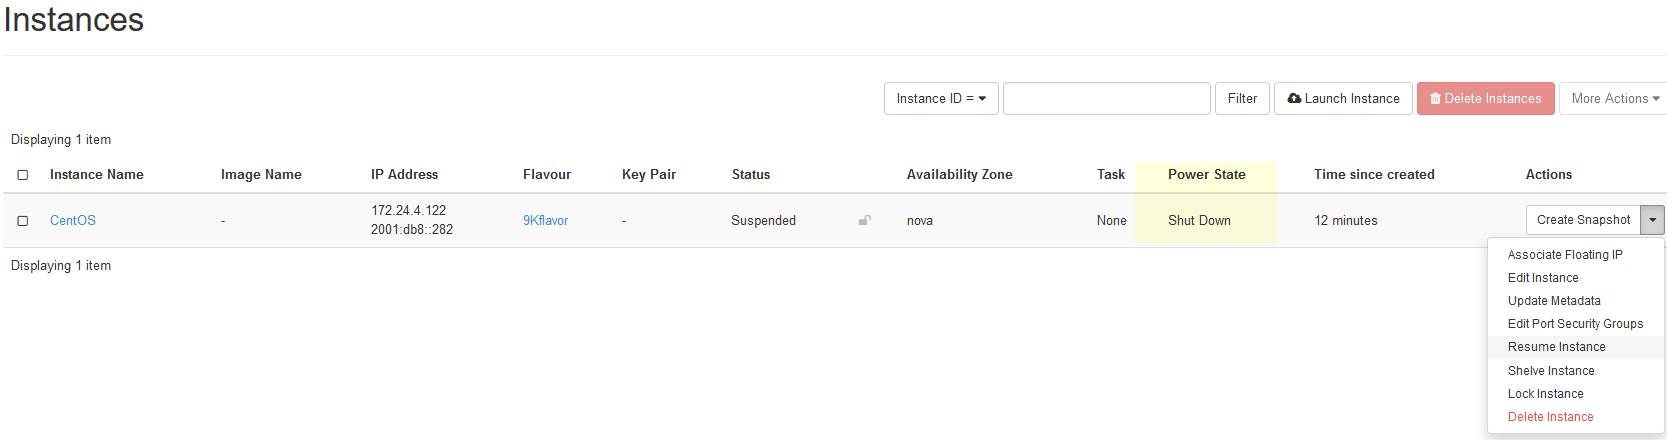 Instances
Instance ID = Filter Launch Instance Delete Instances More Actions
Displaying 1 item
Instance Name Image Name IP Address Flavour Key Pair Status Availability Zone Task Power State Time since created Actions
CentOS - 172.24.4.122 9Kflavor - Suspended nova None Shut Down 12 minutes Create Snapshot
2001:db8::282
Displaying 1 item
Associate Floating IP
Edit Instance
Update Metadata
Edit Port Security Groups
Resume Instance
Shelve Instance
Lock Instance
Delete Instance